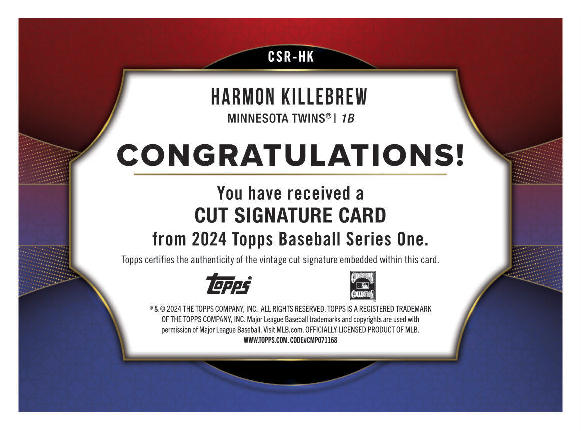 CSR-HK
HARMON KILLEBREW
MINNESOTA TWINS® | 1B
CONGRATULATIONS!
You have received a
CUT SIGNATURE CARD
from 2024 Topps Baseball Series One.
Topps certifies the authenticity of the vintage cut signature embedded within this card.
topps
® & © 2024 THE TOPPS COMPANY, INC. ALL RIGHTS RESERVED. TOPPS IS A REGISTERED TRADEMARK
OF THE TOPPS COMPANY, INC. Major League Baseball trademarks and copyrights are used with
permission of Major League Baseball. Visit MLB.com. OFFICIALLY LICENSED PRODUCT OF MLB.
WWW.TOPPS.COM. CODE#CMP071168